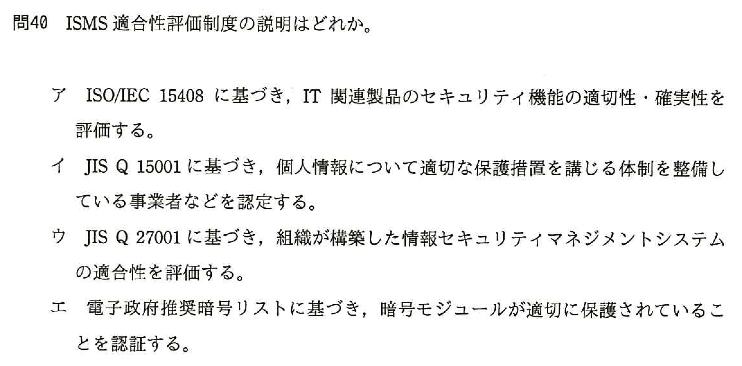 問40 ISMS 適合性評価制度の説明はどれか。
ア ISO/IEC 15408 に基づき，IT 関連製品のセキュリティ機能の適切性・確実性を
評価する。
イ JIS Q 15001 に基づき，個人情報について適切な保護措置を講じる体制を整備し
ている事業者などを認定する。
ウ JIS Q 27001 に基づき，組織が構築した情報セキュリティマネジメントシステム
の適合性を評価する。
エ 電子政府推奨暗号リストに基づき，暗号モジュールが適切に保護されているこ
とを認証する。